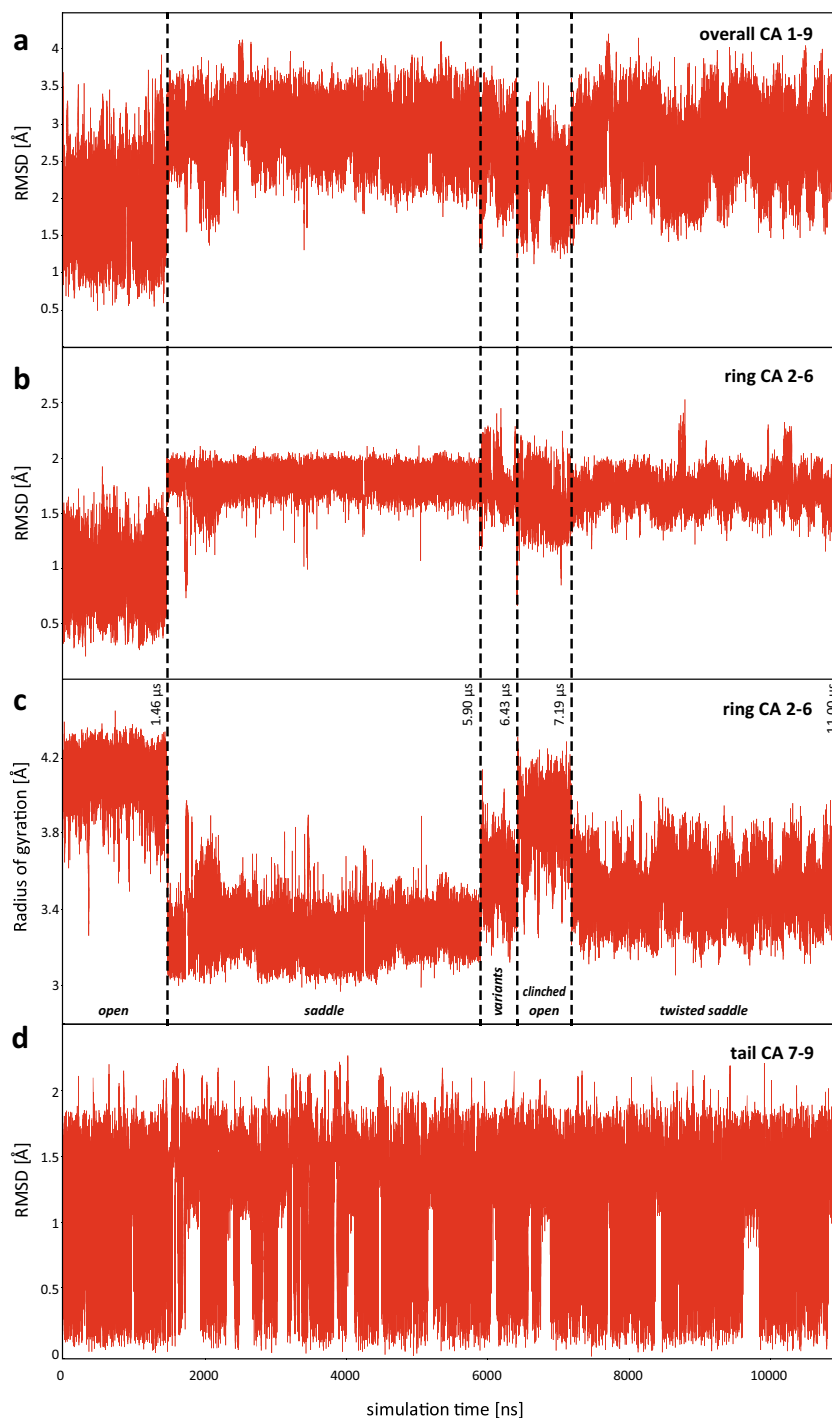 a
overall CA 1-9
4
3.5
3
2.5
2
1.5
1
0.5
RMSD [Å]
b
ring CA 2-6
2.5
2
1.5
1
0.5
RMSD [Å]
c
ring CA 2-6
1.46 µs
5.90 µs
6.43 µs
7.19 µs
4.2
3.8
3.4
3
Radius of gyration [Å]
open
saddle
variants
clinched
open
twisted saddle
d
tail CA 7-9
2
1.5
1
0.5
0
RMSD [Å]
0
2000
4000
6000
8000
10000
simulation time [ns]